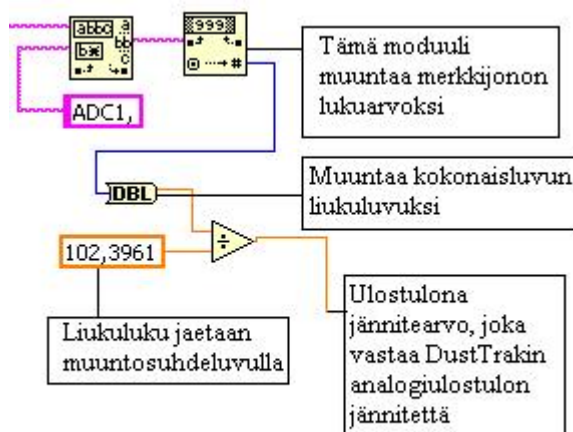 abbc
b*
a
bb
c
999
#
ADC1,
Tämä moduuli
muuntaa merkkijonon
lukuarvoksi
DBL
Muuntaa kokonaisluvun
liukuluvuksi
102,3961
÷
Liukuluku jaetaan
muuntosuhdeluvulla
Ulostulona
jännitearvo, joka
vastaa DustTrakin
analogiulostulon
jännitettä